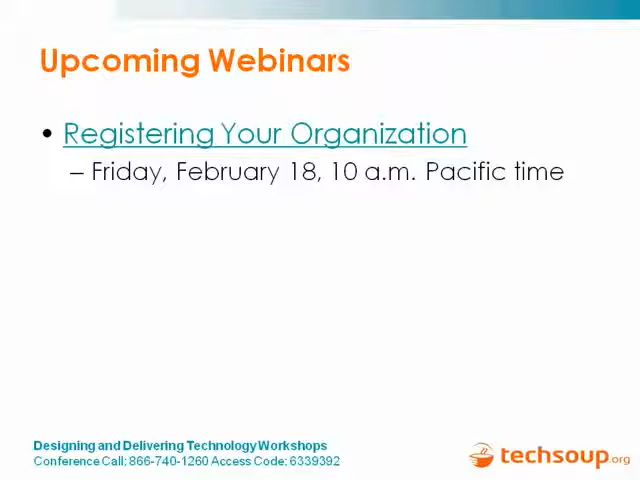 Upcoming Webinars
• Registering Your Organization
– Friday, February 18, 10 a.m. Pacific time
Designing and Delivering Technology Workshops
Conference Call: 866-740-1260 Access Code: 6339392
techsoup.org